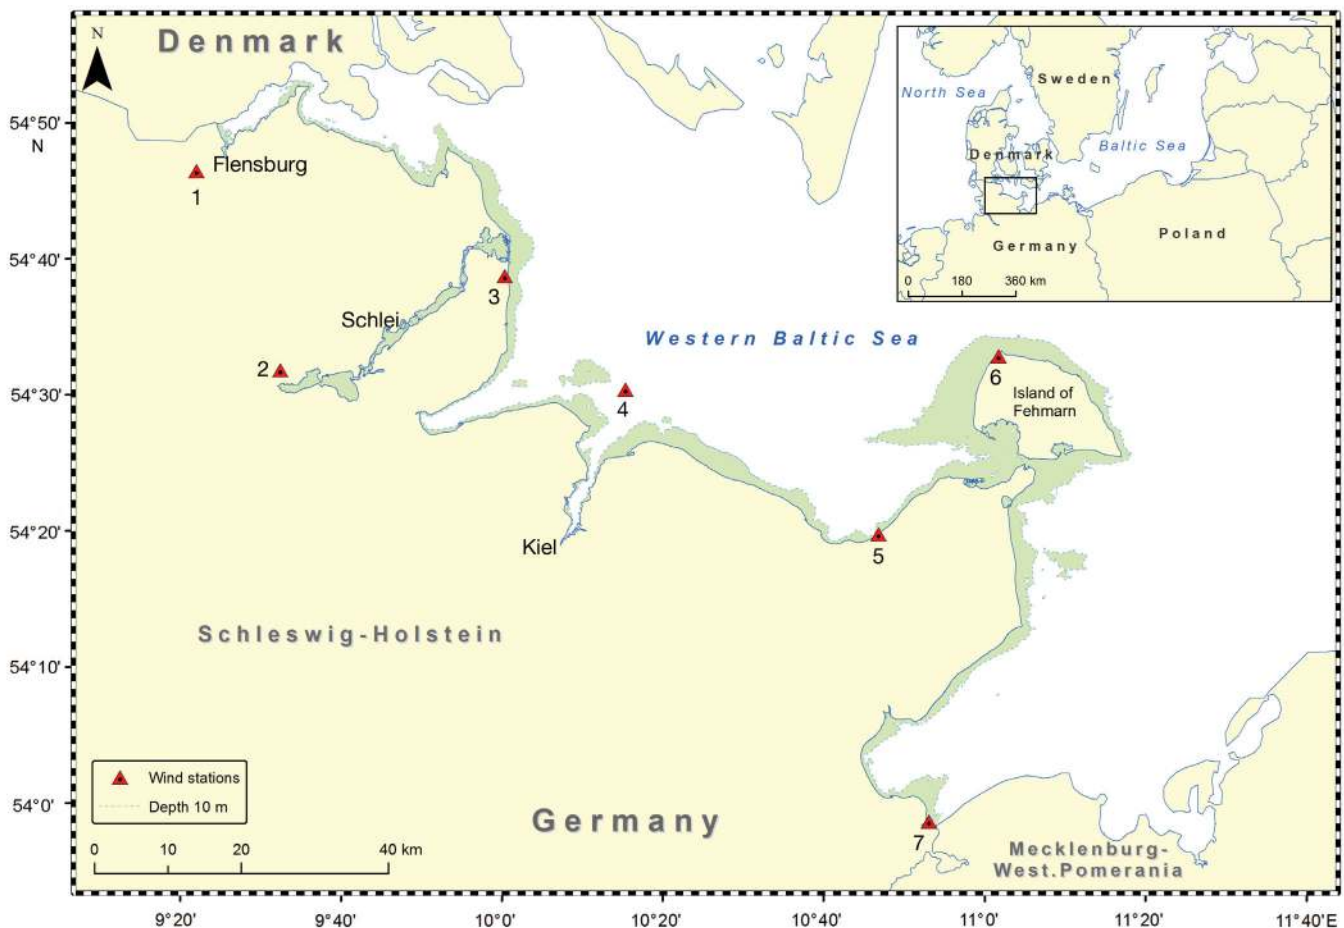 N
Denmark
54°50'
N
Flensburg
1
54°40'
3
Schlei
2
54°30'
Western Baltic Sea
4
6
Island of
Fehmarn
54°20'
Kiel
5
Schleswig-Holstein
54°10'
54°0'
Germany
7
Mecklenburg-
West.Pomerania
Wind stations
Depth 10 m
0 10 20 40 km
9°20' 9°40' 10°0' 10°20' 10°40' 11°0' 11°20' 11°40'E
Sweden
North Sea
Baltic Sea
Denmark
Poland
Germany
0 180 360 km